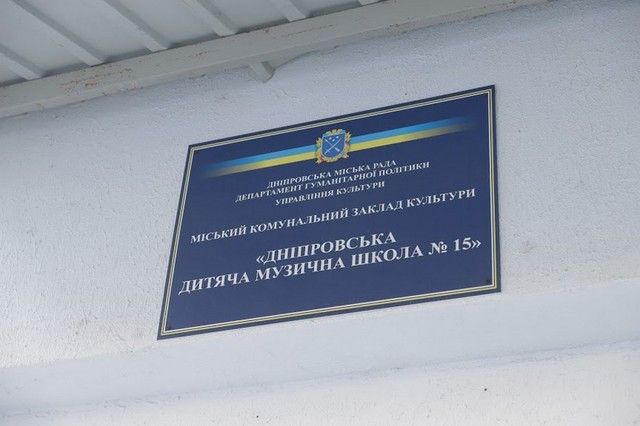 ДНІПРОВСЬКА МІСЬКА РАДА
ДЕПАРТАМЕНТ ГУМАНІТАРНОЇ ПОЛІТИКИ
УПРАВЛІННЯ КУЛЬТУРИ
МІСЬКИЙ КОМУНАЛЬНИЙ ЗАКЛАД КУЛЬТУРИ
«ДНІПРОВСЬКА
ДИТЯЧА МУЗИЧНА ШКОЛА № 15»